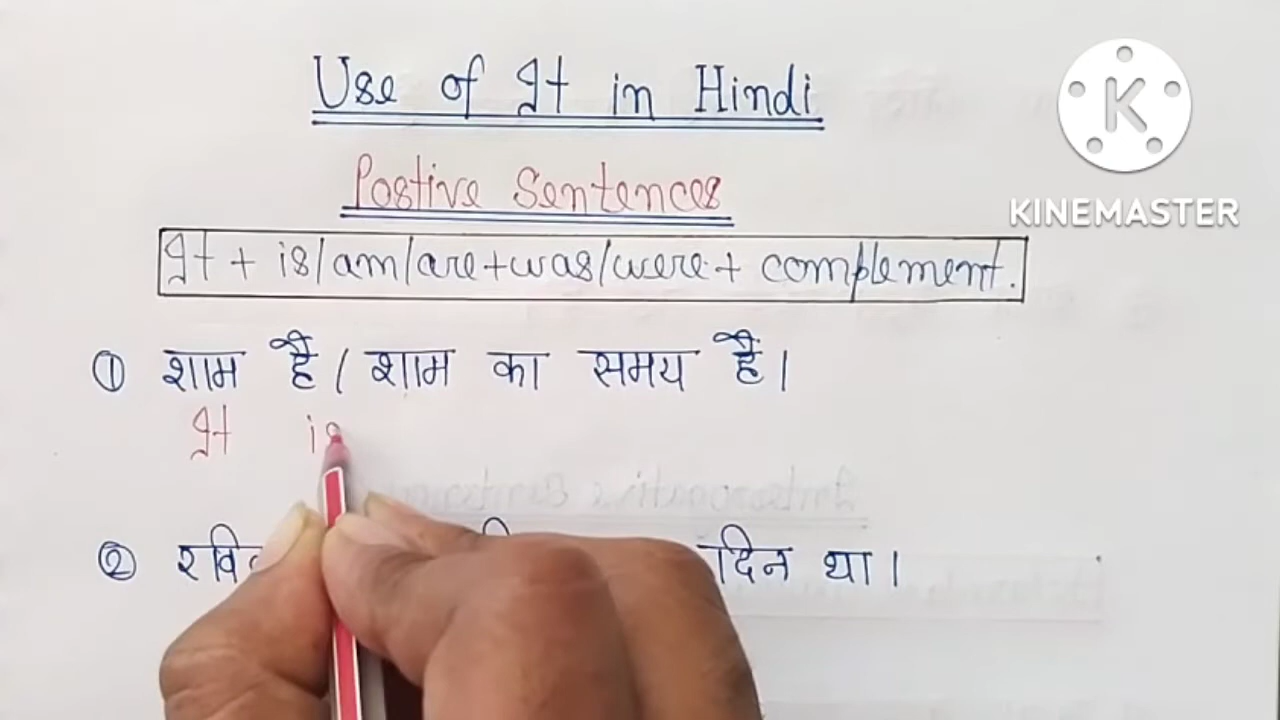 Use of It in Hindi
KINEMASTER
Postive Sentences
It + is/am/are+was/were + complement.
① शाम है / शाम का समय है।
It is
② दिन था।